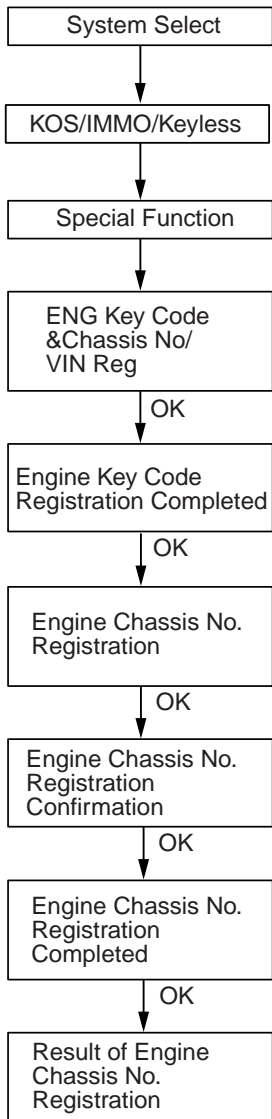 System Select
KOS/IMMO/Keyless
Special Function
ENG Key Code
&Chassis No/
VIN Reg
OK
Engine Key Code
Registration Completed
OK
Engine Chassis No.
Registration
OK
Engine Chassis No.
Registration
Confirmation
OK
Engine Chassis No.
Registration
Completed
OK
Result of Engine
Chassis No.
Registration